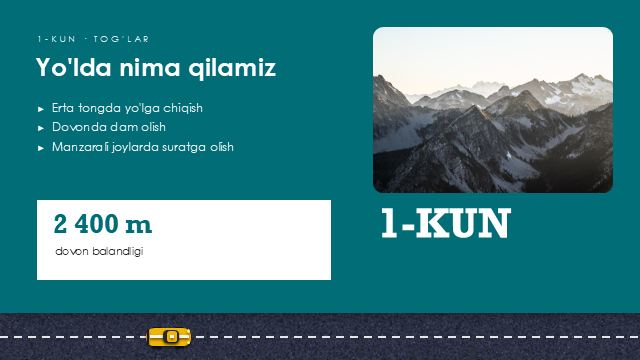 1-KUN · TOG'LAR
Yo'lda nima qilamiz
▸ Erta tongda yo'lga chiqish
▸ Dovonda dam olish
▸ Manzarali joylarda suratga olish
2 400 m
dovon balandligi
1-KUN